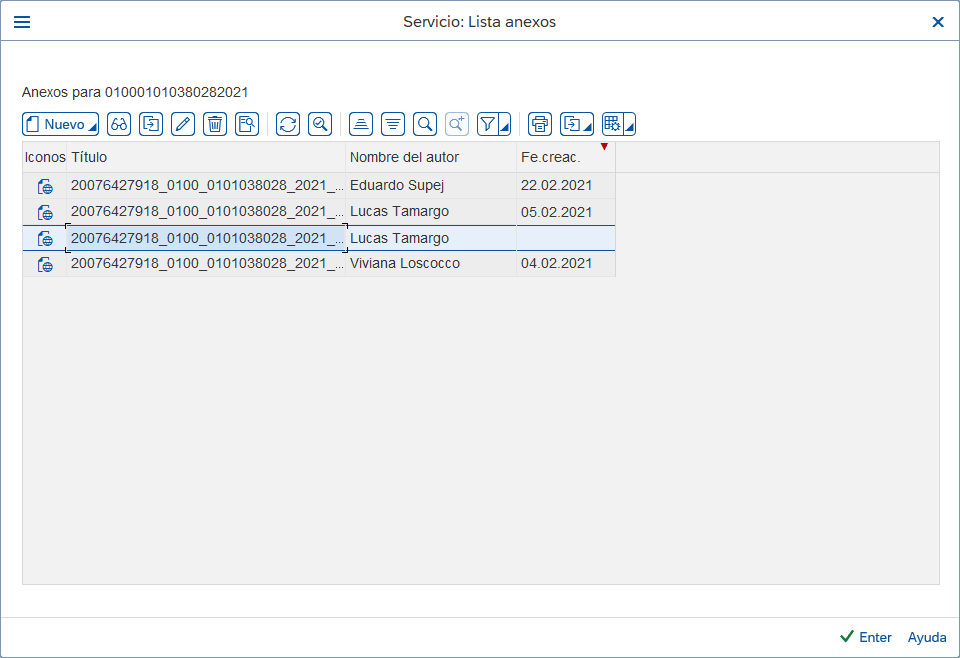 Servicio: Lista anexos
Anexos para 010001010380282021
Nuevo
Iconos Título Nombre del autor Fe.creac.
20076427918_0100_0101038028_2021_... Eduardo Supej 22.02.2021
20076427918_0100_0101038028_2021_... Lucas Tamargo 05.02.2021
20076427918_0100_0101038028_2021_... Lucas Tamargo
20076427918_0100_0101038028_2021_... Viviana Loscocco 04.02.2021
Enter Ayuda